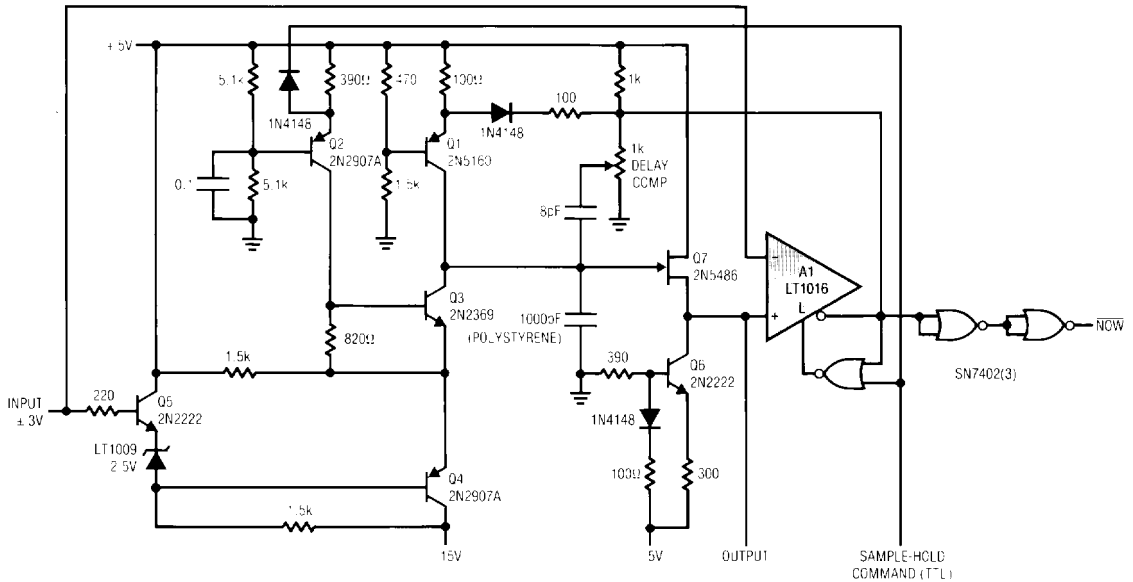 + 5V
5.1k
1N4148
390Ω
470
100Ω
1k
100
1N4148
Q2
2N2907A
Q1
2N5160
1k
DELAY
COMP
0.1
5.1k
1.5k
8pF
Q7
2N5486
A1
LT1016
L
−
+
Q3
2N2369
1000pF
(POLYSTYRENE)
NOW
820Ω
390
Q6
2N2222
SN7402(3)
1.5k
INPUT
± 3V
220
Q5
2N2222
1N4148
LT1009
2.5V
Q4
2N2907A
100Ω
300
1.5k
15V
5V
OUTPUT
SAMPLE-HOLD
COMMAND (TTL)